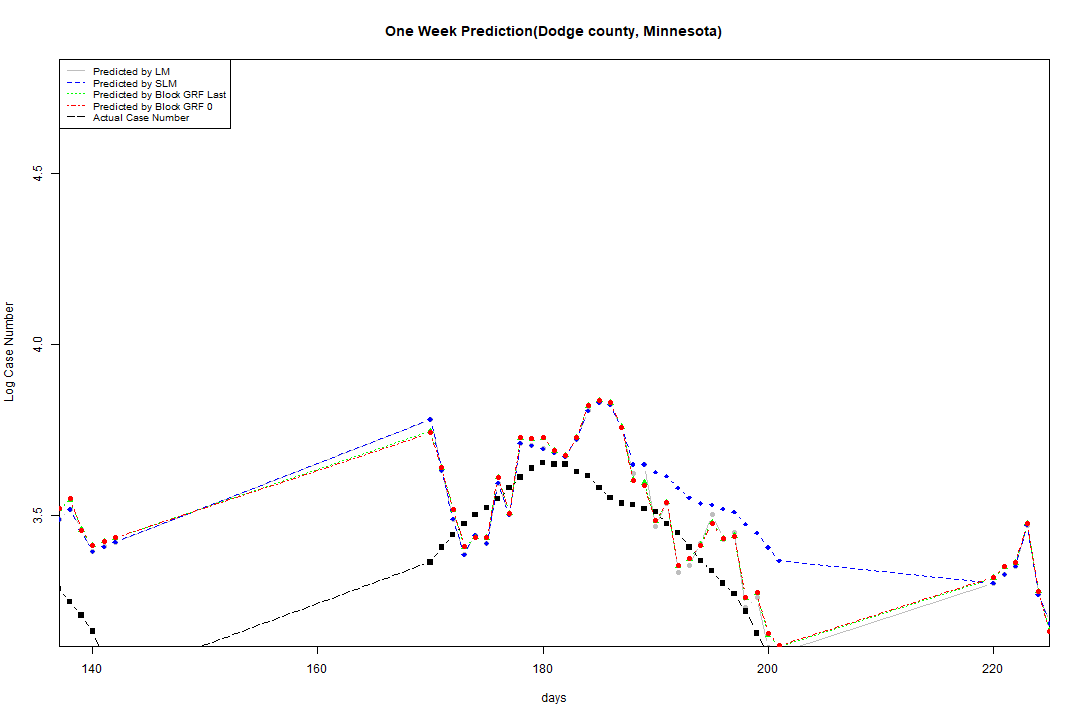 One Week Prediction(Dodge county, Minnesota)
Predicted by LM
Predicted by SLM
Predicted by Block GRF Last
Predicted by Block GRF 0
Actual Case Number
4.5
4.0
3.5
Log Case Number
140 160 180 200 220
days